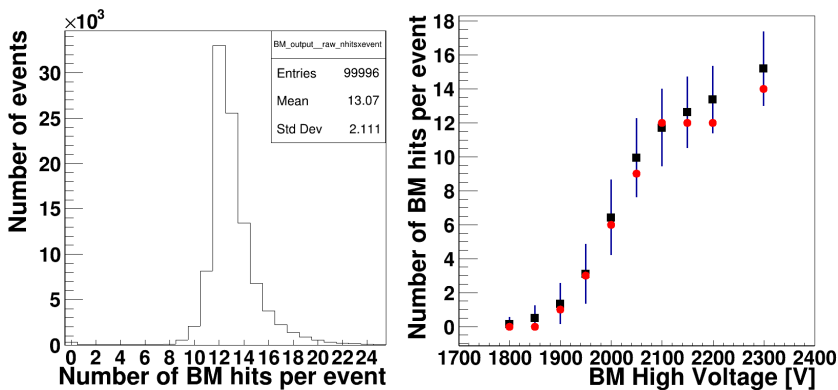 ×10³
Number of events
30
25
20
15
10
5
0
0 2 4 6 8 10 12 14 16 18 20 22 24
Number of BM hits per event
BM_output__raw_nhitsxevent
Entries 99996
Mean 13.07
Std Dev 2.111
Number of BM hits per event
18
16
14
12
10
8
6
4
2
0
1700 1800 1900 2000 2100 2200 2300 2400
BM High Voltage [V]